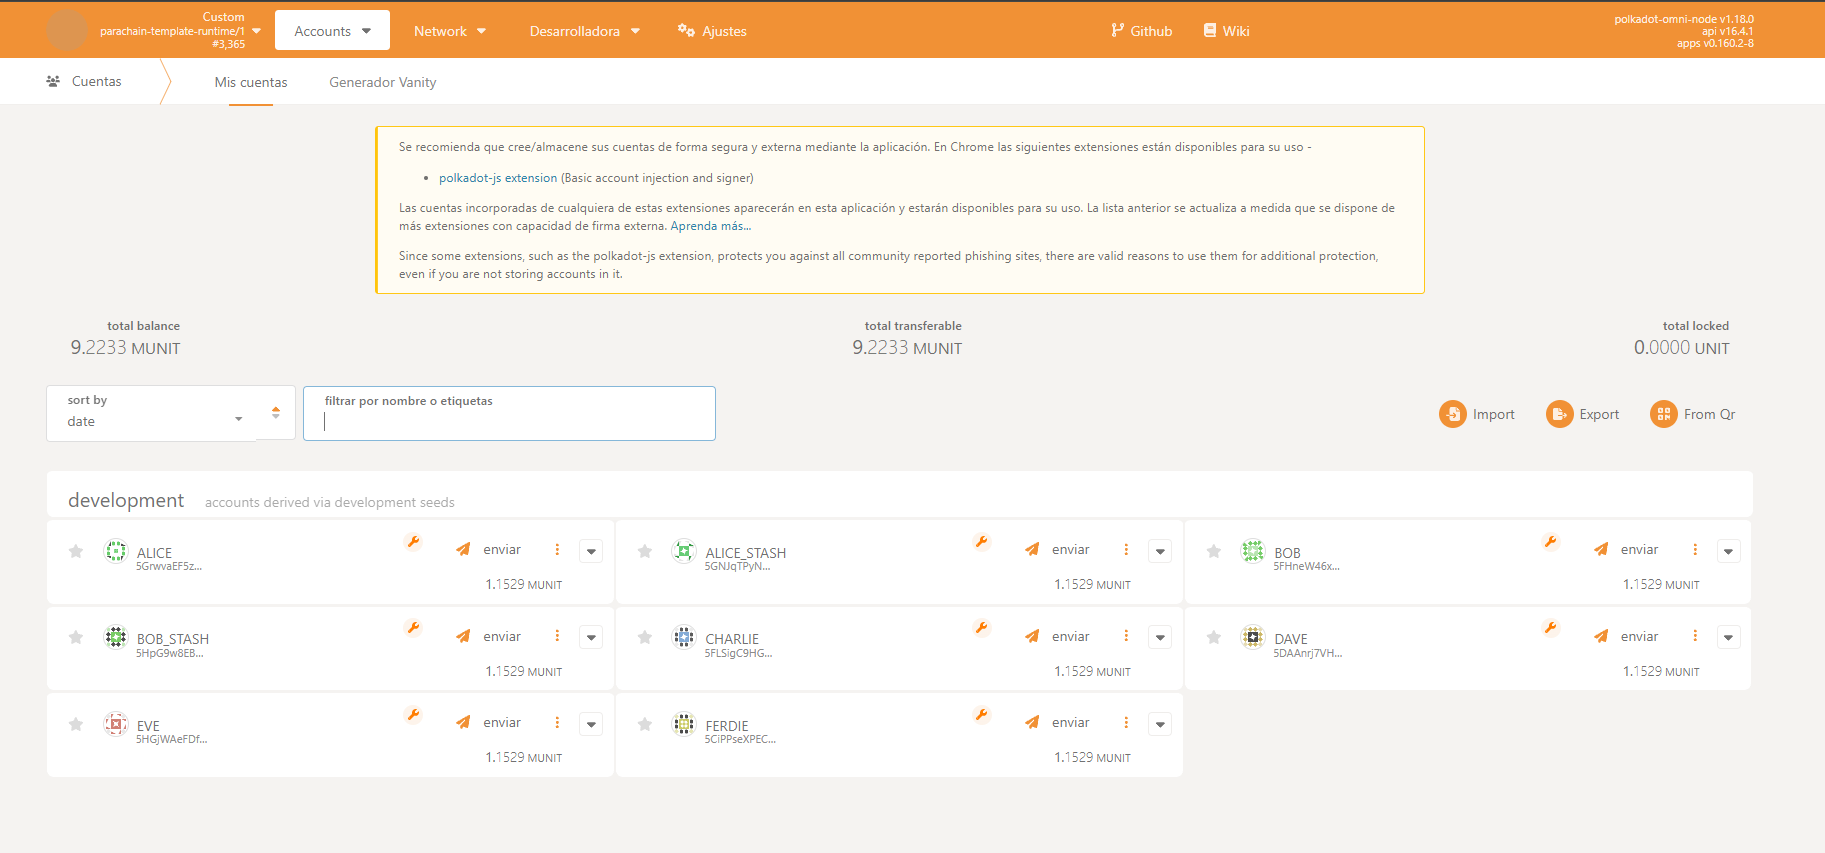 Custom
parachain-template-runtime/1
#3,365
Accounts
Network
Desarrolladora
Ajustes
Github
Wiki
polkadot-omni-node v1.18.0
api v16.4.1
apps v0.160.2-8
Cuentas
Mis cuentas
Generador Vanity
Se recomienda que cree/almacene sus cuentas de forma segura y externa mediante la aplicación. En Chrome las siguientes extensiones están disponibles para su uso -
• polkadot-js extension (Basic account injection and signer)
Las cuentas incorporadas de cualquiera de estas extensiones aparecerán en esta aplicación y estarán disponibles para su uso. La lista anterior se actualiza a medida que se dispone de
más extensiones con capacidad de firma externa. Aprenda más...
Since some extensions, such as the polkadot-js extension, protects you against all community reported phishing sites, there are valid reasons to use them for additional protection,
even if you are not storing accounts in it.
total balance
9.2233 MUNIT
total transferable
9.2233 MUNIT
total locked
0.0000 UNIT
sort by
date
filtrar por nombre o etiquetas
Import
Export
From Qr
development accounts derived via development seeds
ALICE
5GrwvaEF5z...
enviar
1.1529 MUNIT
ALICE_STASH
5GNJqTPyN...
enviar
1.1529 MUNIT
BOB
5FHneW46x...
enviar
1.1529 MUNIT
BOB_STASH
5HpG9w8EB...
enviar
1.1529 MUNIT
CHARLIE
5FLSigC9HG...
enviar
1.1529 MUNIT
DAVE
5DAAnrj7VH...
enviar
1.1529 MUNIT
EVE
5HGjWAeFDf...
enviar
1.1529 MUNIT
FERDIE
5CiPPseXPEC...
enviar
1.1529 MUNIT